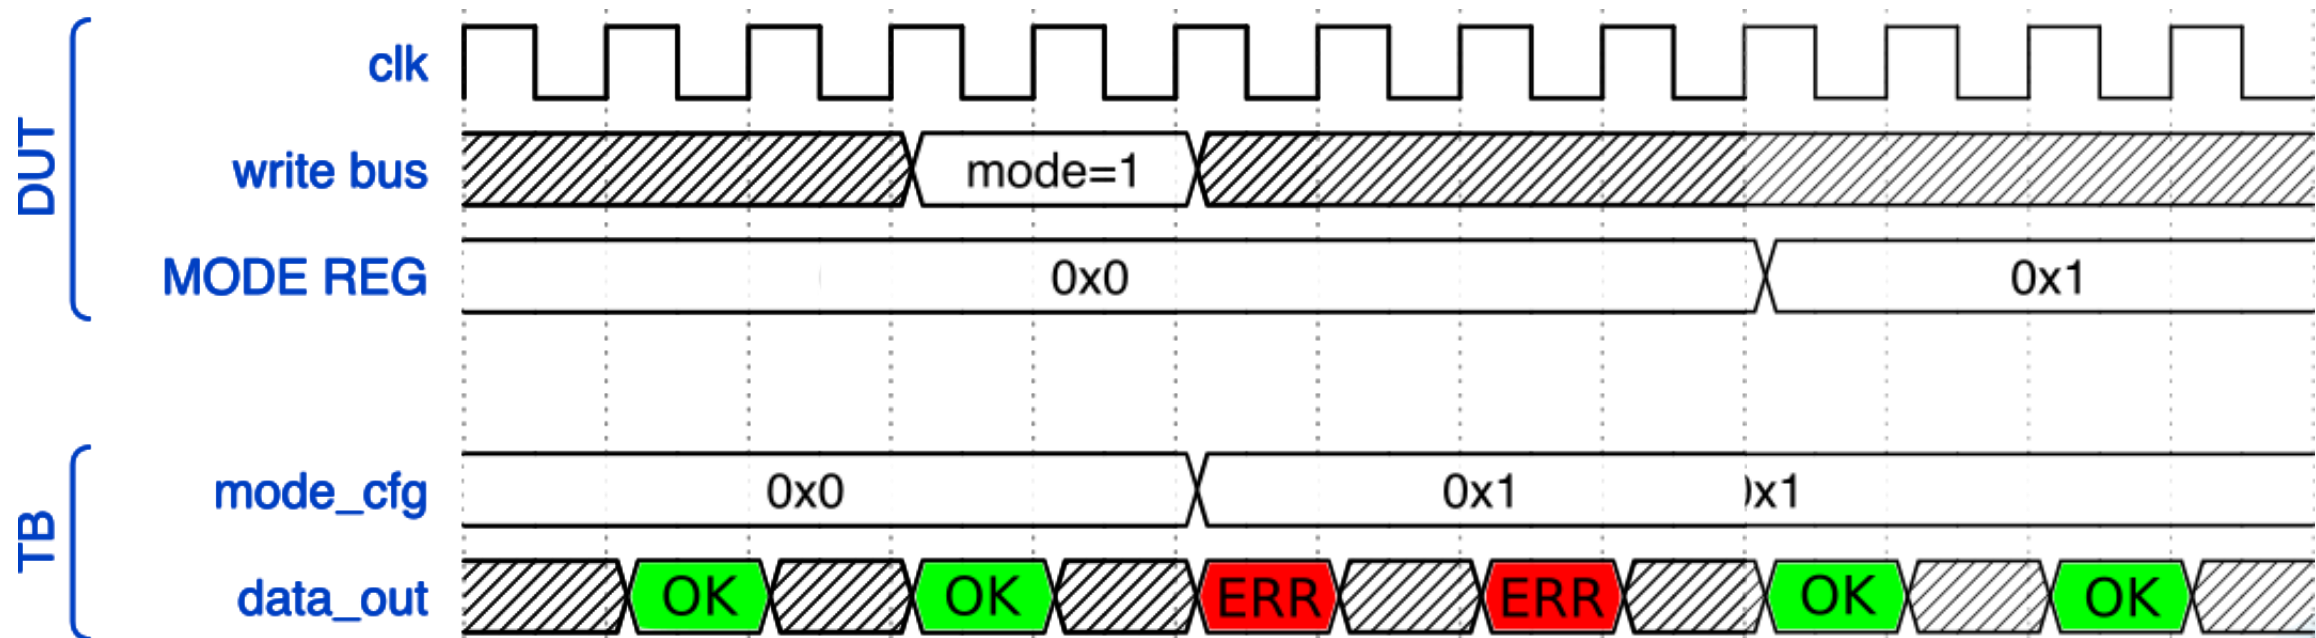 DUT
clk
write bus
mode=1
MODE REG
0x0
0x1
TB
mode_cfg
0x0
0x1
)x1
data_out
OK
OK
ERR
ERR
OK
OK